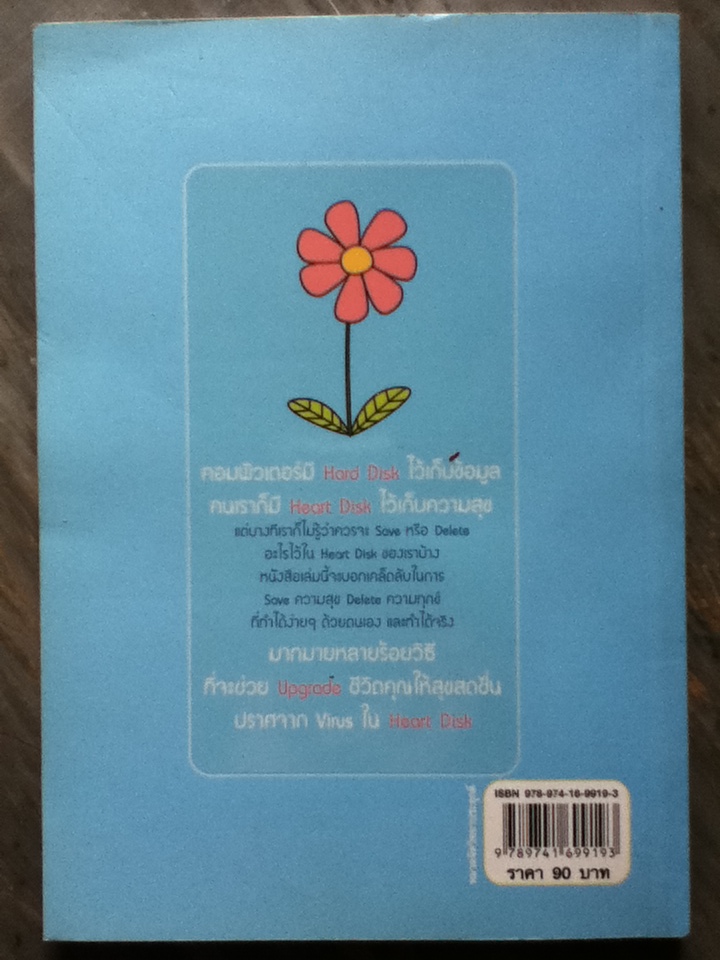 คอมพิวเตอร์มี Hard Disk ไว้เก็บข้อมูล
คนเราก็มี Heart Disk ไว้เก็บความสุข
แต่บางทีเราก็ไม่รู้ว่าควรจะ Save หรือ Delete
อะไรไว้ใน Heart Disk ของเราบ้าง
หนังสือเล่มนี้จะบอกเคล็ดลับในการ
Save ความสุข Delete ความทุกข์
ที่ทำได้ง่ายๆ ด้วยตนเอง และทำได้จริง
มากมายหลายร้อยวิธี
ที่จะช่วย Upgrade ชีวิตคุณให้สุขสดชื่น
ปราศจาก Virus ใน Heart Disk
ISBN 978-974-16-9919-3
9 789741 699193
ราคา 90 บาท